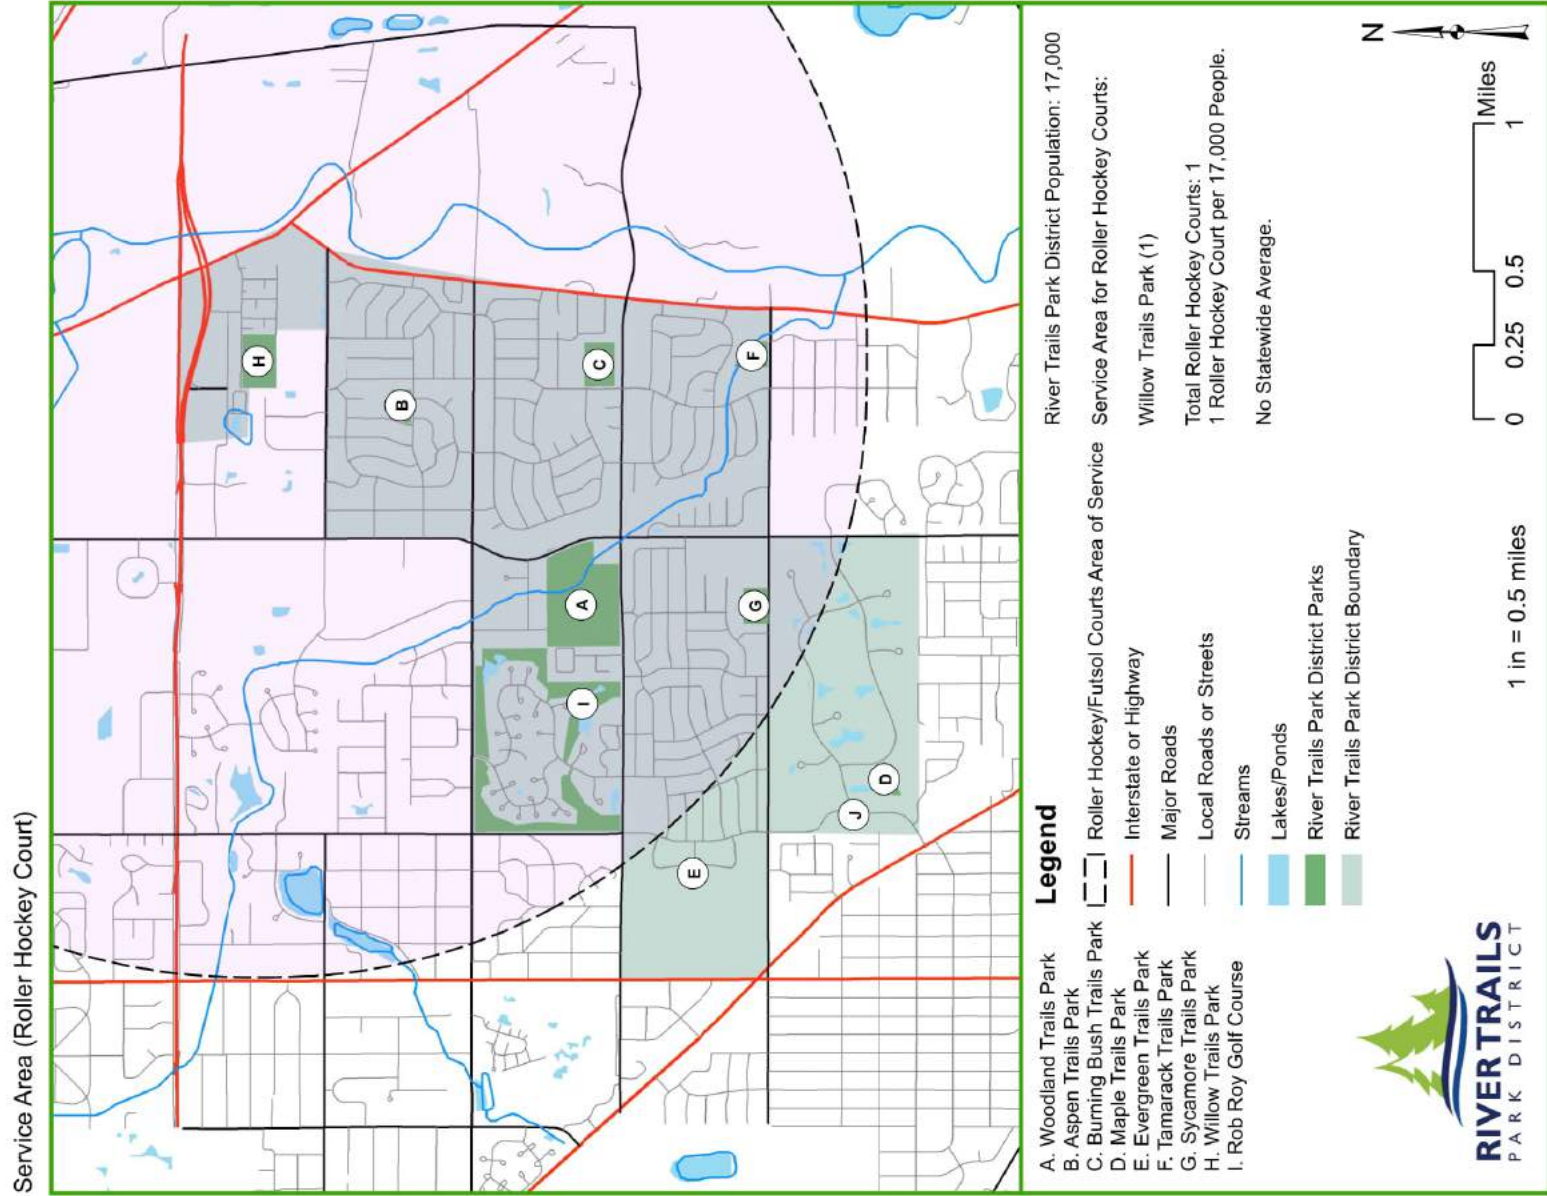 Service Area (Roller Hockey Court)
H
B
C
F
A
G
I
E
D
J
A. Woodland Trails Park
B. Aspen Trails Park
C. Burning Bush Trails Park
D. Maple Trails Park
E. Evergreen Trails Park
F. Tamarack Trails Park
G. Sycamore Trails Park
H. Willow Trails Park
I. Rob Roy Golf Course
Legend
Roller Hockey/Futsol Courts Area of Service
Interstate or Highway
Major Roads
Local Roads or Streets
Streams
Lakes/Ponds
River Trails Park District Parks
River Trails Park District Boundary
River Trails Park District Population: 17,000
Service Area for Roller Hockey Courts:
Willow Trails Park (1)
Total Roller Hockey Courts: 1
1 Roller Hockey Court per 17,000 People.
No Statewide Average.
N
0 0.25 0.5 1 Miles
1 in = 0.5 miles
RIVER TRAILS
PARK DISTRICT